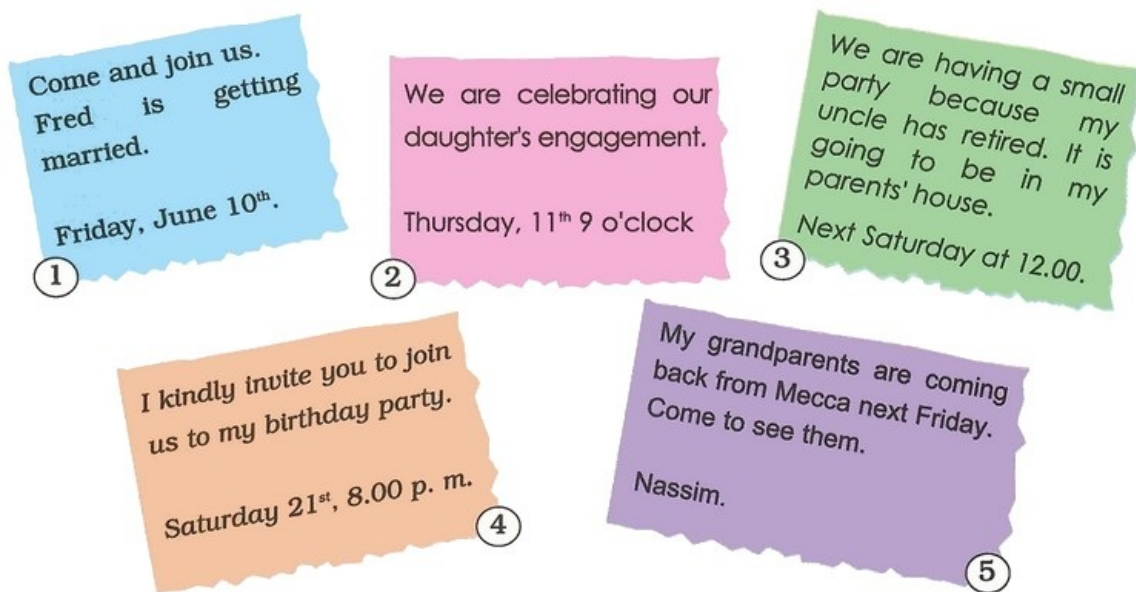 Come and join us.
Fred is getting
married.
Friday, June 10th.
1
We are celebrating our
daughter's engagement.
Thursday, 11th 9 o'clock
2
We are having a small
party because my
uncle has retired. It is
going to be in my
parents' house.
Next Saturday at 12.00.
3
I kindly invite you to join
us to my birthday party.
Saturday 21st, 8.00 p. m.
4
My grandparents are coming
back from Mecca next Friday.
Come to see them.
Nassim.
5